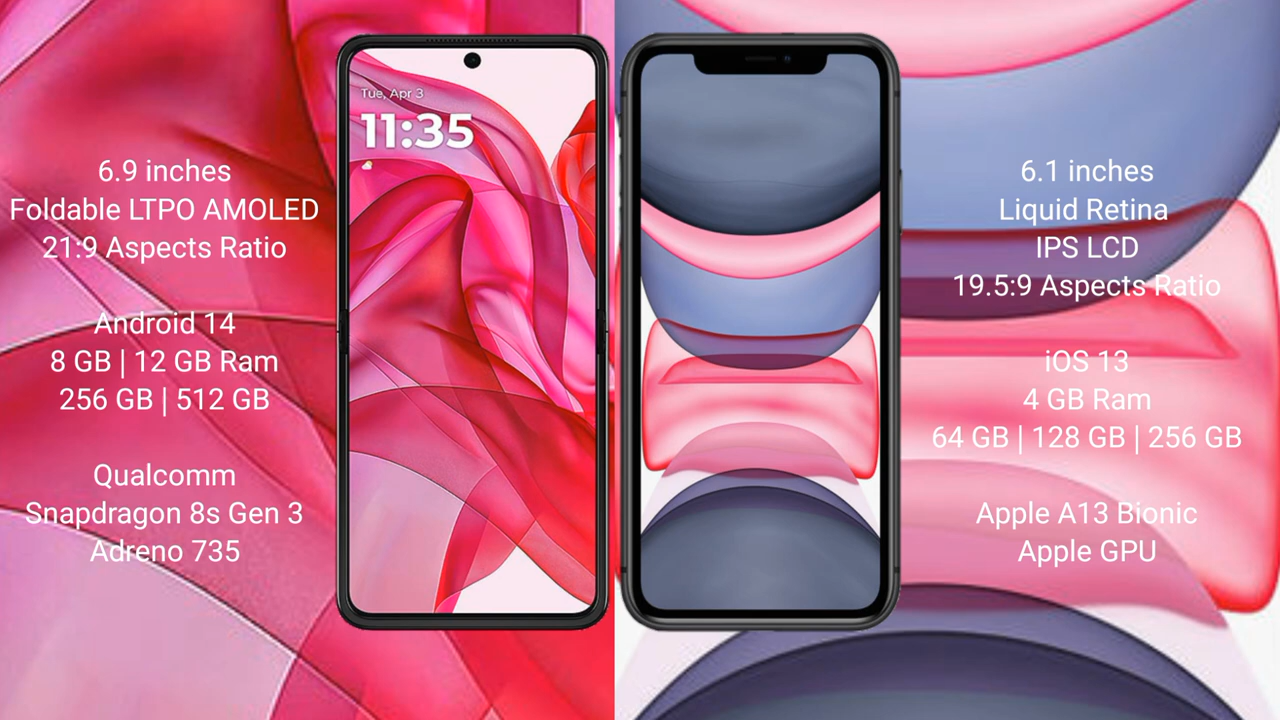 Tue, Apr 3
11:35
6.9 inches
Foldable LTPO AMOLED
21:9 Aspects Ratio
Android 14
8 GB | 12 GB Ram
256 GB | 512 GB
Qualcomm
Snapdragon 8s Gen 3
Adreno 735
6.1 inches
Liquid Retina
IPS LCD
19.5:9 Aspects Ratio
iOS 13
4 GB Ram
64 GB | 128 GB | 256 GB
Apple A13 Bionic
Apple GPU